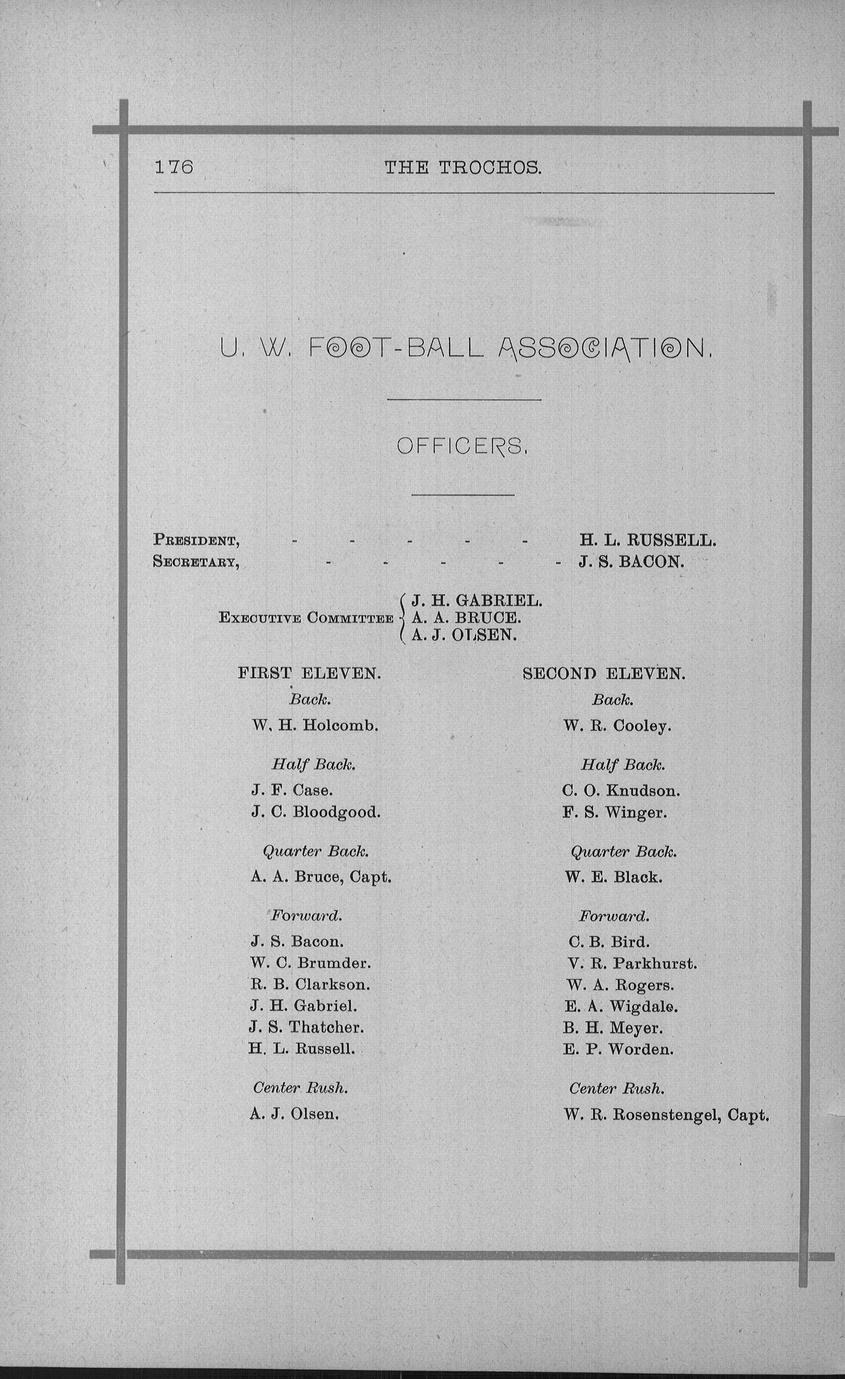 176 THE TROCHOS.
U. W. FOOT-BALL ASSOCIATION.
OFFICERS.
PRESIDENT, - - - - - H. L. RUSSELL.
SECRETARY, - - - - - J. S. BACON.
EXECUTIVE COMMITTEE { J. H. GABRIEL.
A. A. BRUCE.
A. J. OLSEN.
FIRST ELEVEN.
Back.
W. H. Holcomb.
Half Back.
J. F. Case.
J. C. Bloodgood.
Quarter Back.
A. A. Bruce, Capt.
Forward.
J. S. Bacon.
W. C. Brumder.
R. B. Clarkson.
J. H. Gabriel.
J. S. Thatcher.
H. L. Russell.
Center Rush.
A. J. Olsen.
SECOND ELEVEN.
Back.
W. R. Cooley.
Half Back.
C. O. Knudson.
F. S. Winger.
Quarter Back.
W. E. Black.
Forward.
C. B. Bird.
V. R. Parkhurst.
W. A. Rogers.
E. A. Wigdale.
B. H. Meyer.
E. P. Worden.
Center Rush.
W. R. Rosenstengel, Capt.